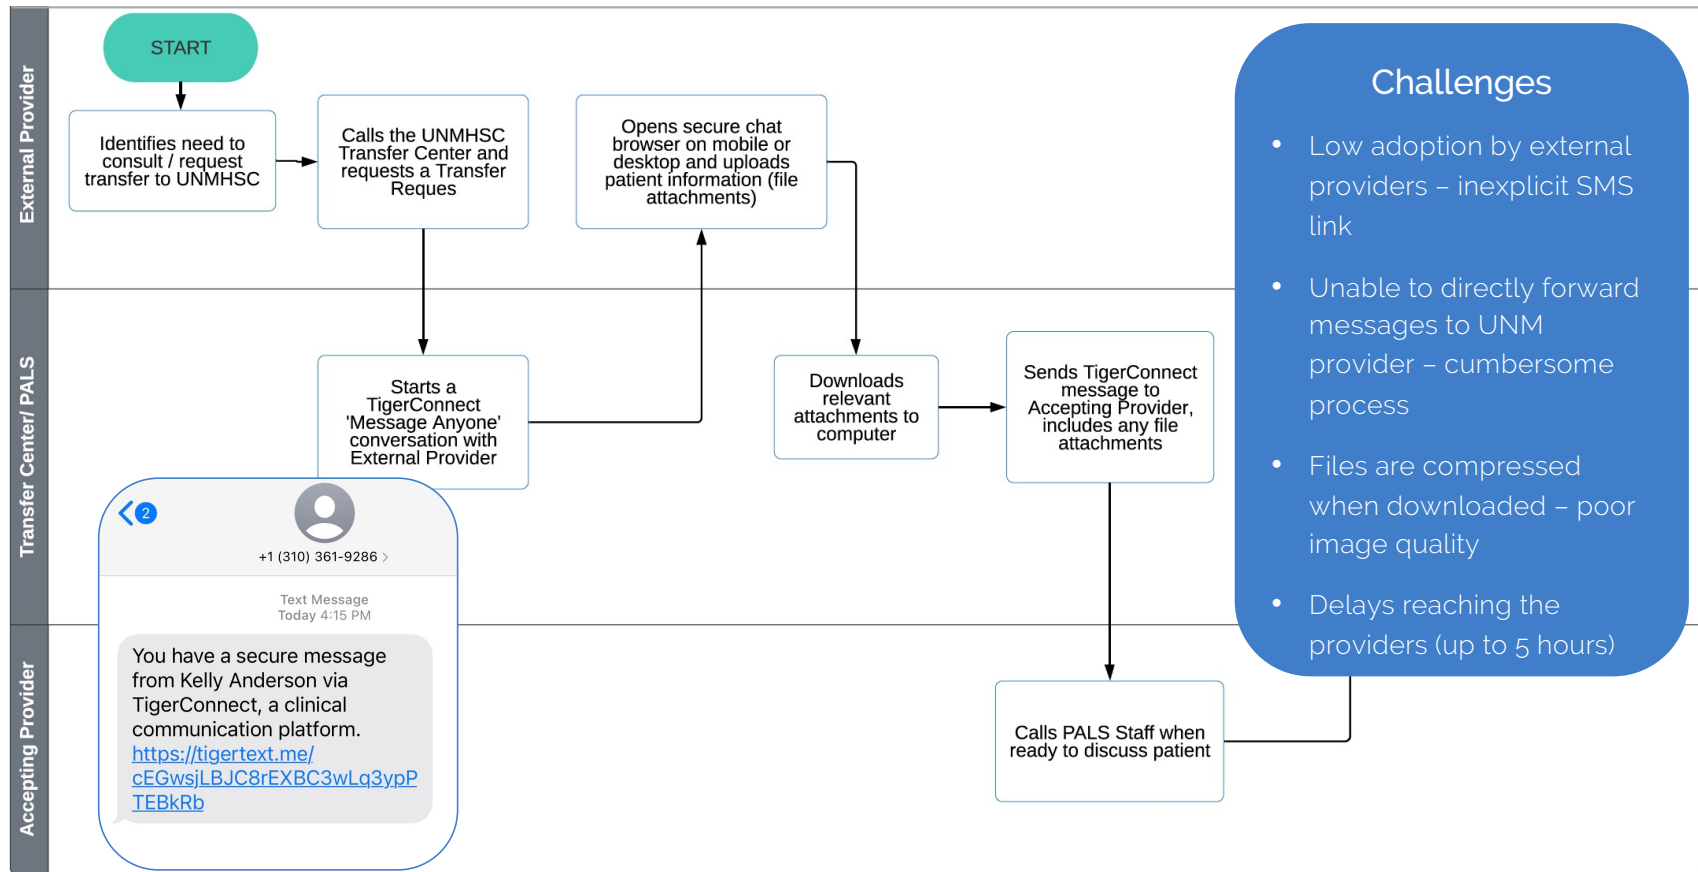 External Provider
START
Identifies need to
consult / request
transfer to UNMHSC
Calls the UNMHSC
Transfer Center and
requests a Transfer
Reques
Opens secure chat
browser on mobile or
desktop and uploads
patient information (file
attachments)
Transfer Center/ PALS
Starts a
TigerConnect
'Message Anyone'
conversation with
External Provider
Downloads
relevant
attachments to
computer
Sends TigerConnect
message to
Accepting Provider,
includes any file
attachments
Accepting Provider
Calls PALS Staff when
ready to discuss patient
2
+1 (310) 361-9286 >
Text Message
Today 4:15 PM
You have a secure message
from Kelly Anderson via
TigerConnect, a clinical
communication platform.
https://tigertext.me/
cEGwsjLBJC8rEXBC3wLq3ypP
TEBkRb
Challenges
• Low adoption by external
providers – inexplicit SMS
link
• Unable to directly forward
messages to UNM
provider – cumbersome
process
• Files are compressed
when downloaded – poor
image quality
• Delays reaching the
providers (up to 5 hours)